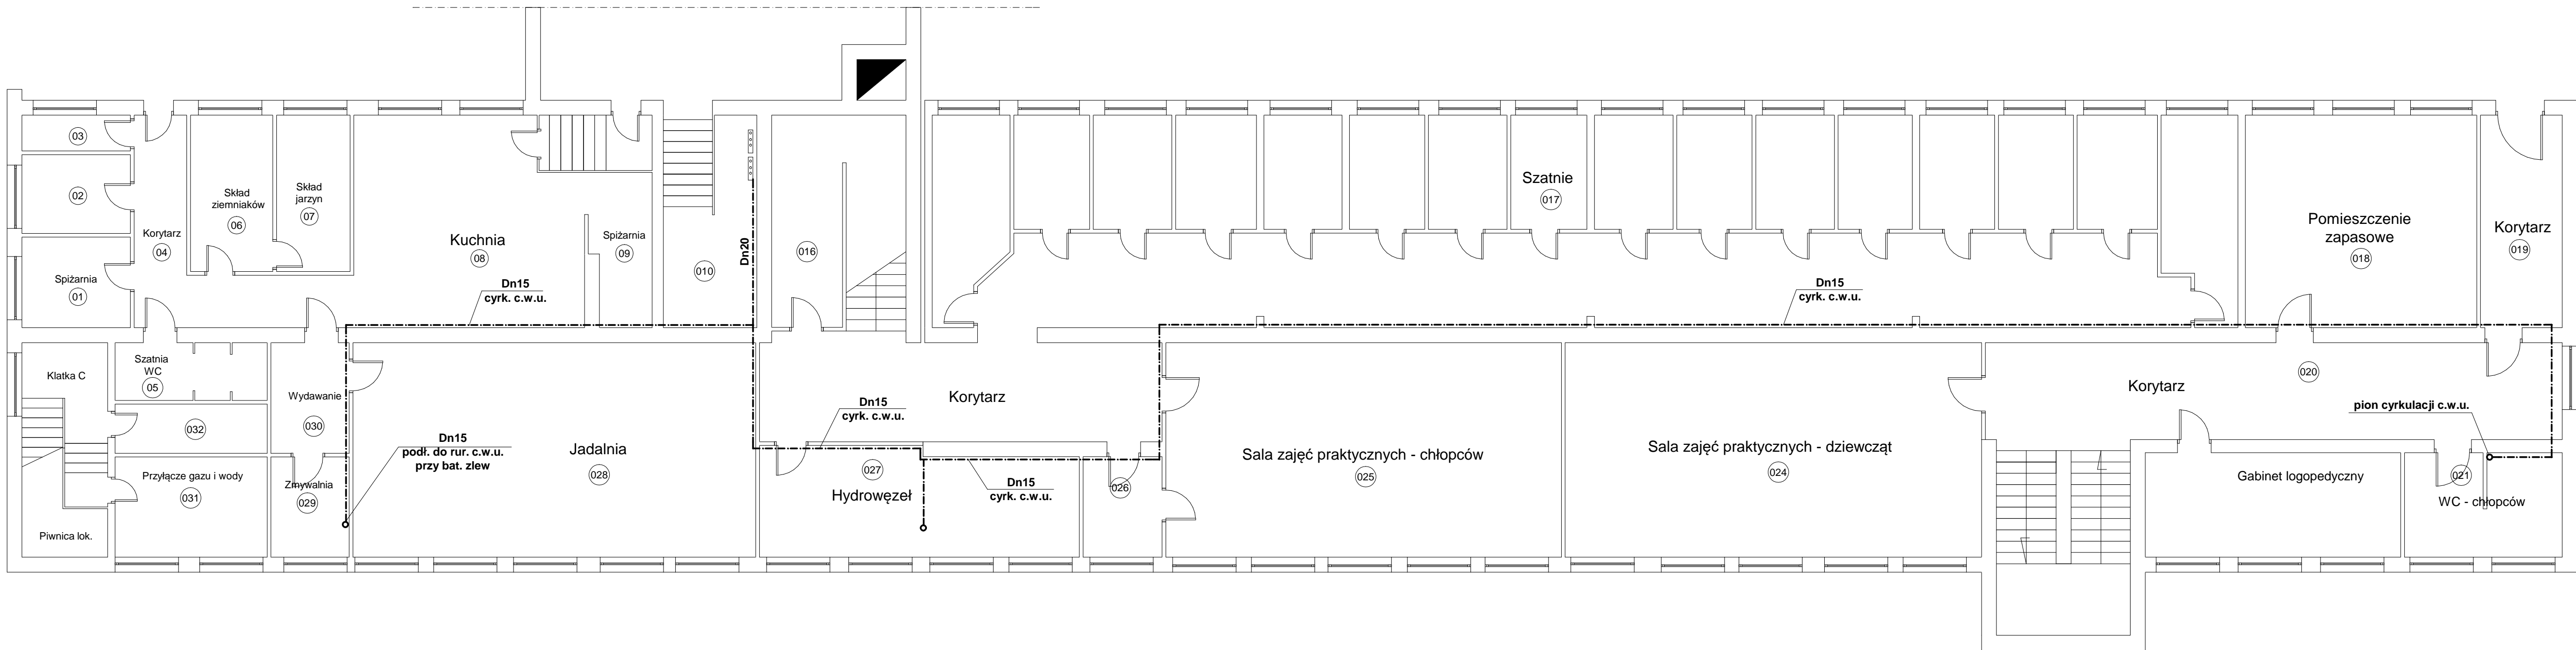 03
02
Spiżarnia
01
Korytarz
04
Skład
ziemniaków
06
Skład
jarzyn
07
Kuchnia
08
Spiżarnia
09
010
Dn20
016
Dn15
cyrk. c.w.u.
Szatnie
017
Dn15
cyrk. c.w.u.
Pomieszczenie
zapasowe
018
Korytarz
019
Klatka C
Szatnia
WC
05
032
Wydawanie
030
Przyłącze gazu i wody
031
Zmywalnia
029
Piwnica lok.
Dn15
podł. do rur. c.w.u.
przy bat. zlew
Jadalnia
028
Dn15
cyrk. c.w.u.
Korytarz
027
Hydrowęzeł
Dn15
cyrk. c.w.u.
026
Sala zajęć praktycznych - chłopców
025
Sala zajęć praktycznych - dziewcząt
024
Korytarz
020
pion cyrkulacji c.w.u.
Gabinet logopedyczny
021
WC - chłopców